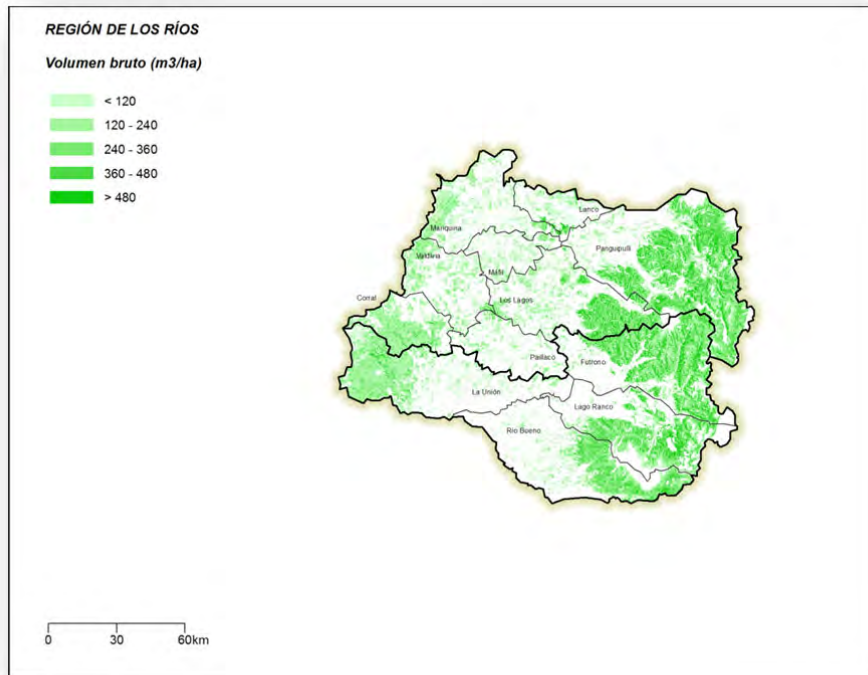 REGIÓN DE LOS RÍOS
Volumen bruto (m3/ha)
< 120
120 - 240
240 - 360
360 - 480
> 480
Lanco
Mariquina
Panguipulli
Valdivia
Máfil
Corral
Los Lagos
Paillaco
Futrono
La Unión
Lago Ranco
Río Bueno
0 30 60km